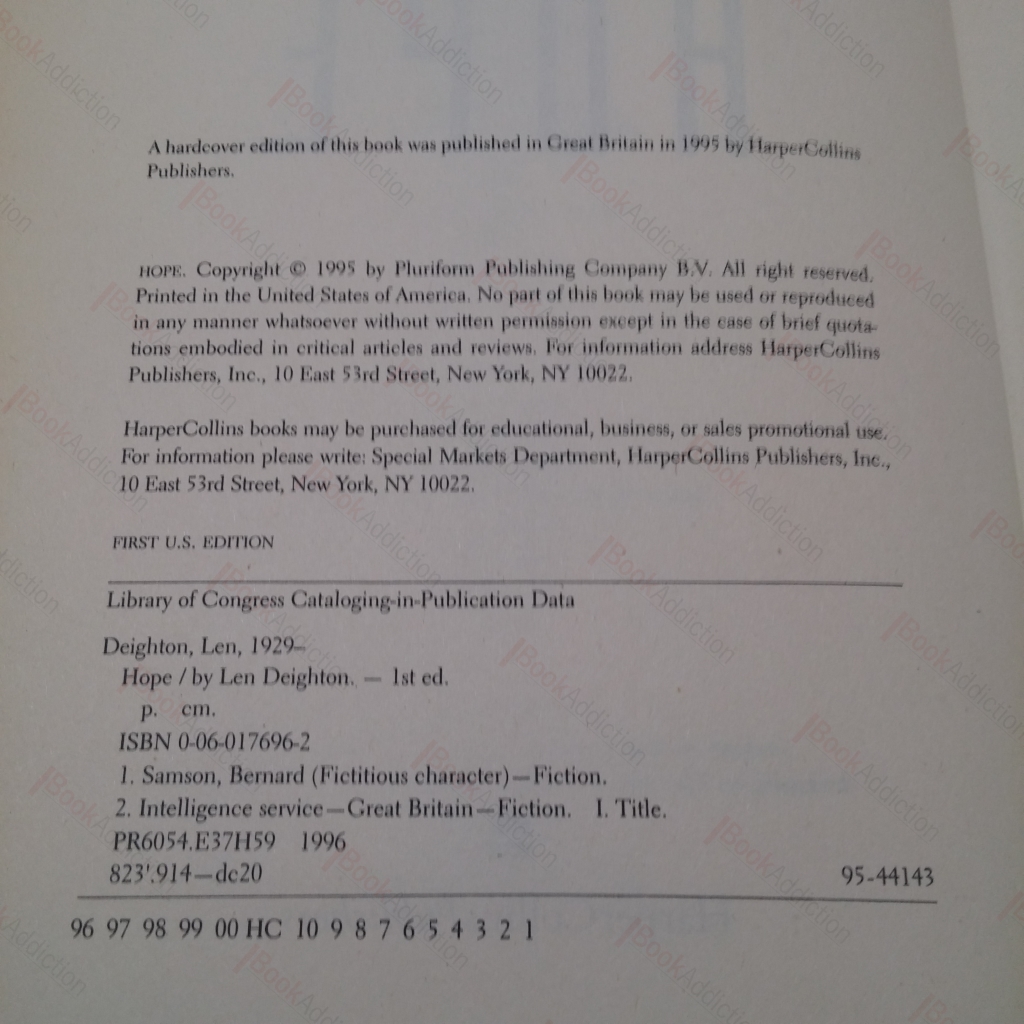 A hardcover edition of this book was published in Great Britain in 1995 by HarperCollins
Publishers.
HOPE. Copyright © 1995 by Pluriform Publishing Company B.V. All right reserved.
Printed in the United States of America. No part of this book may be used or reproduced
in any manner whatsoever without written permission except in the case of brief quota-
tions embodied in critical articles and reviews. For information address HarperCollins
Publishers, Inc., 10 East 53rd Street, New York, NY 10022.
HarperCollins books may be purchased for educational, business, or sales promotional use.
For information please write: Special Markets Department, HarperCollins Publishers, Inc.,
10 East 53rd Street, New York, NY 10022.
FIRST U.S. EDITION
Library of Congress Cataloging-in-Publication Data
Deighton, Len, 1929–
Hope / by Len Deighton. — 1st ed.
p. cm.
ISBN 0-06-017696-2
1. Samson, Bernard (Fictitious character)—Fiction.
2. Intelligence service—Great Britain—Fiction. I. Title.
PR6054.E37H59 1996
823'.914—dc20 95-44143
96 97 98 99 00 HC 10 9 8 7 6 5 4 3 2 1
BookAddiction